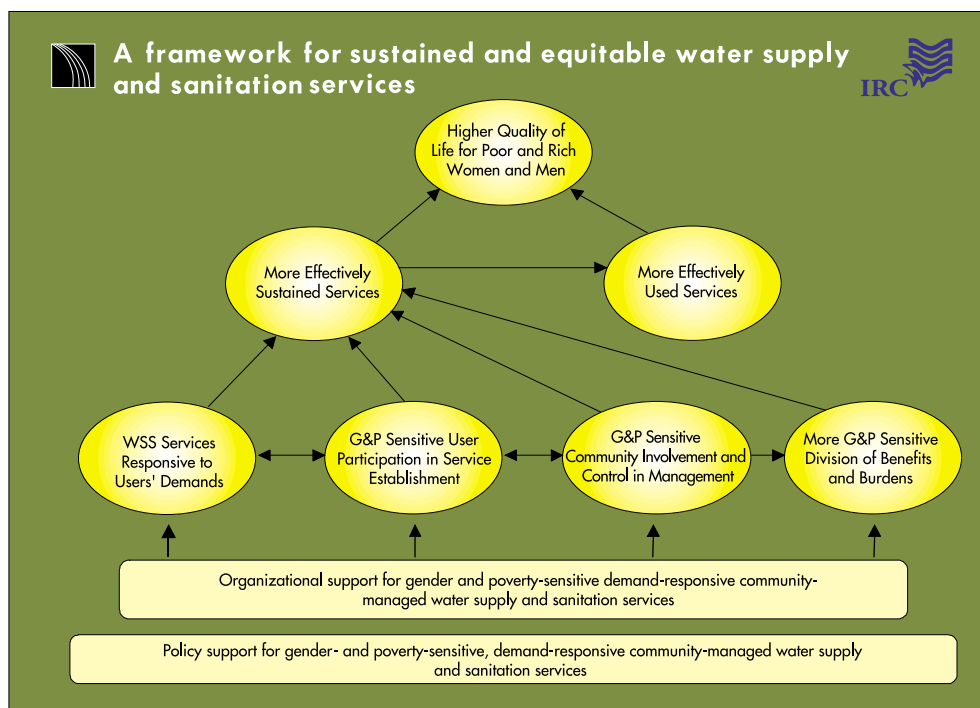 A framework for sustained and equitable water supply
and sanitation services
IRC
Higher Quality of
Life for Poor and Rich
Women and Men
More Effectively
Sustained Services
More Effectively
Used Services
WSS Services
Responsive to
Users' Demands
G&P Sensitive User
Participation in Service
Establishment
G&P Sensitive
Community Involvement and
Control in Management
More G&P Sensitive
Division of Benefits
and Burdens
Organizational support for gender and poverty-sensitive demand-responsive community-
managed water supply and sanitation services
Policy support for gender- and poverty-sensitive, demand-responsive community-managed water supply
and sanitation services